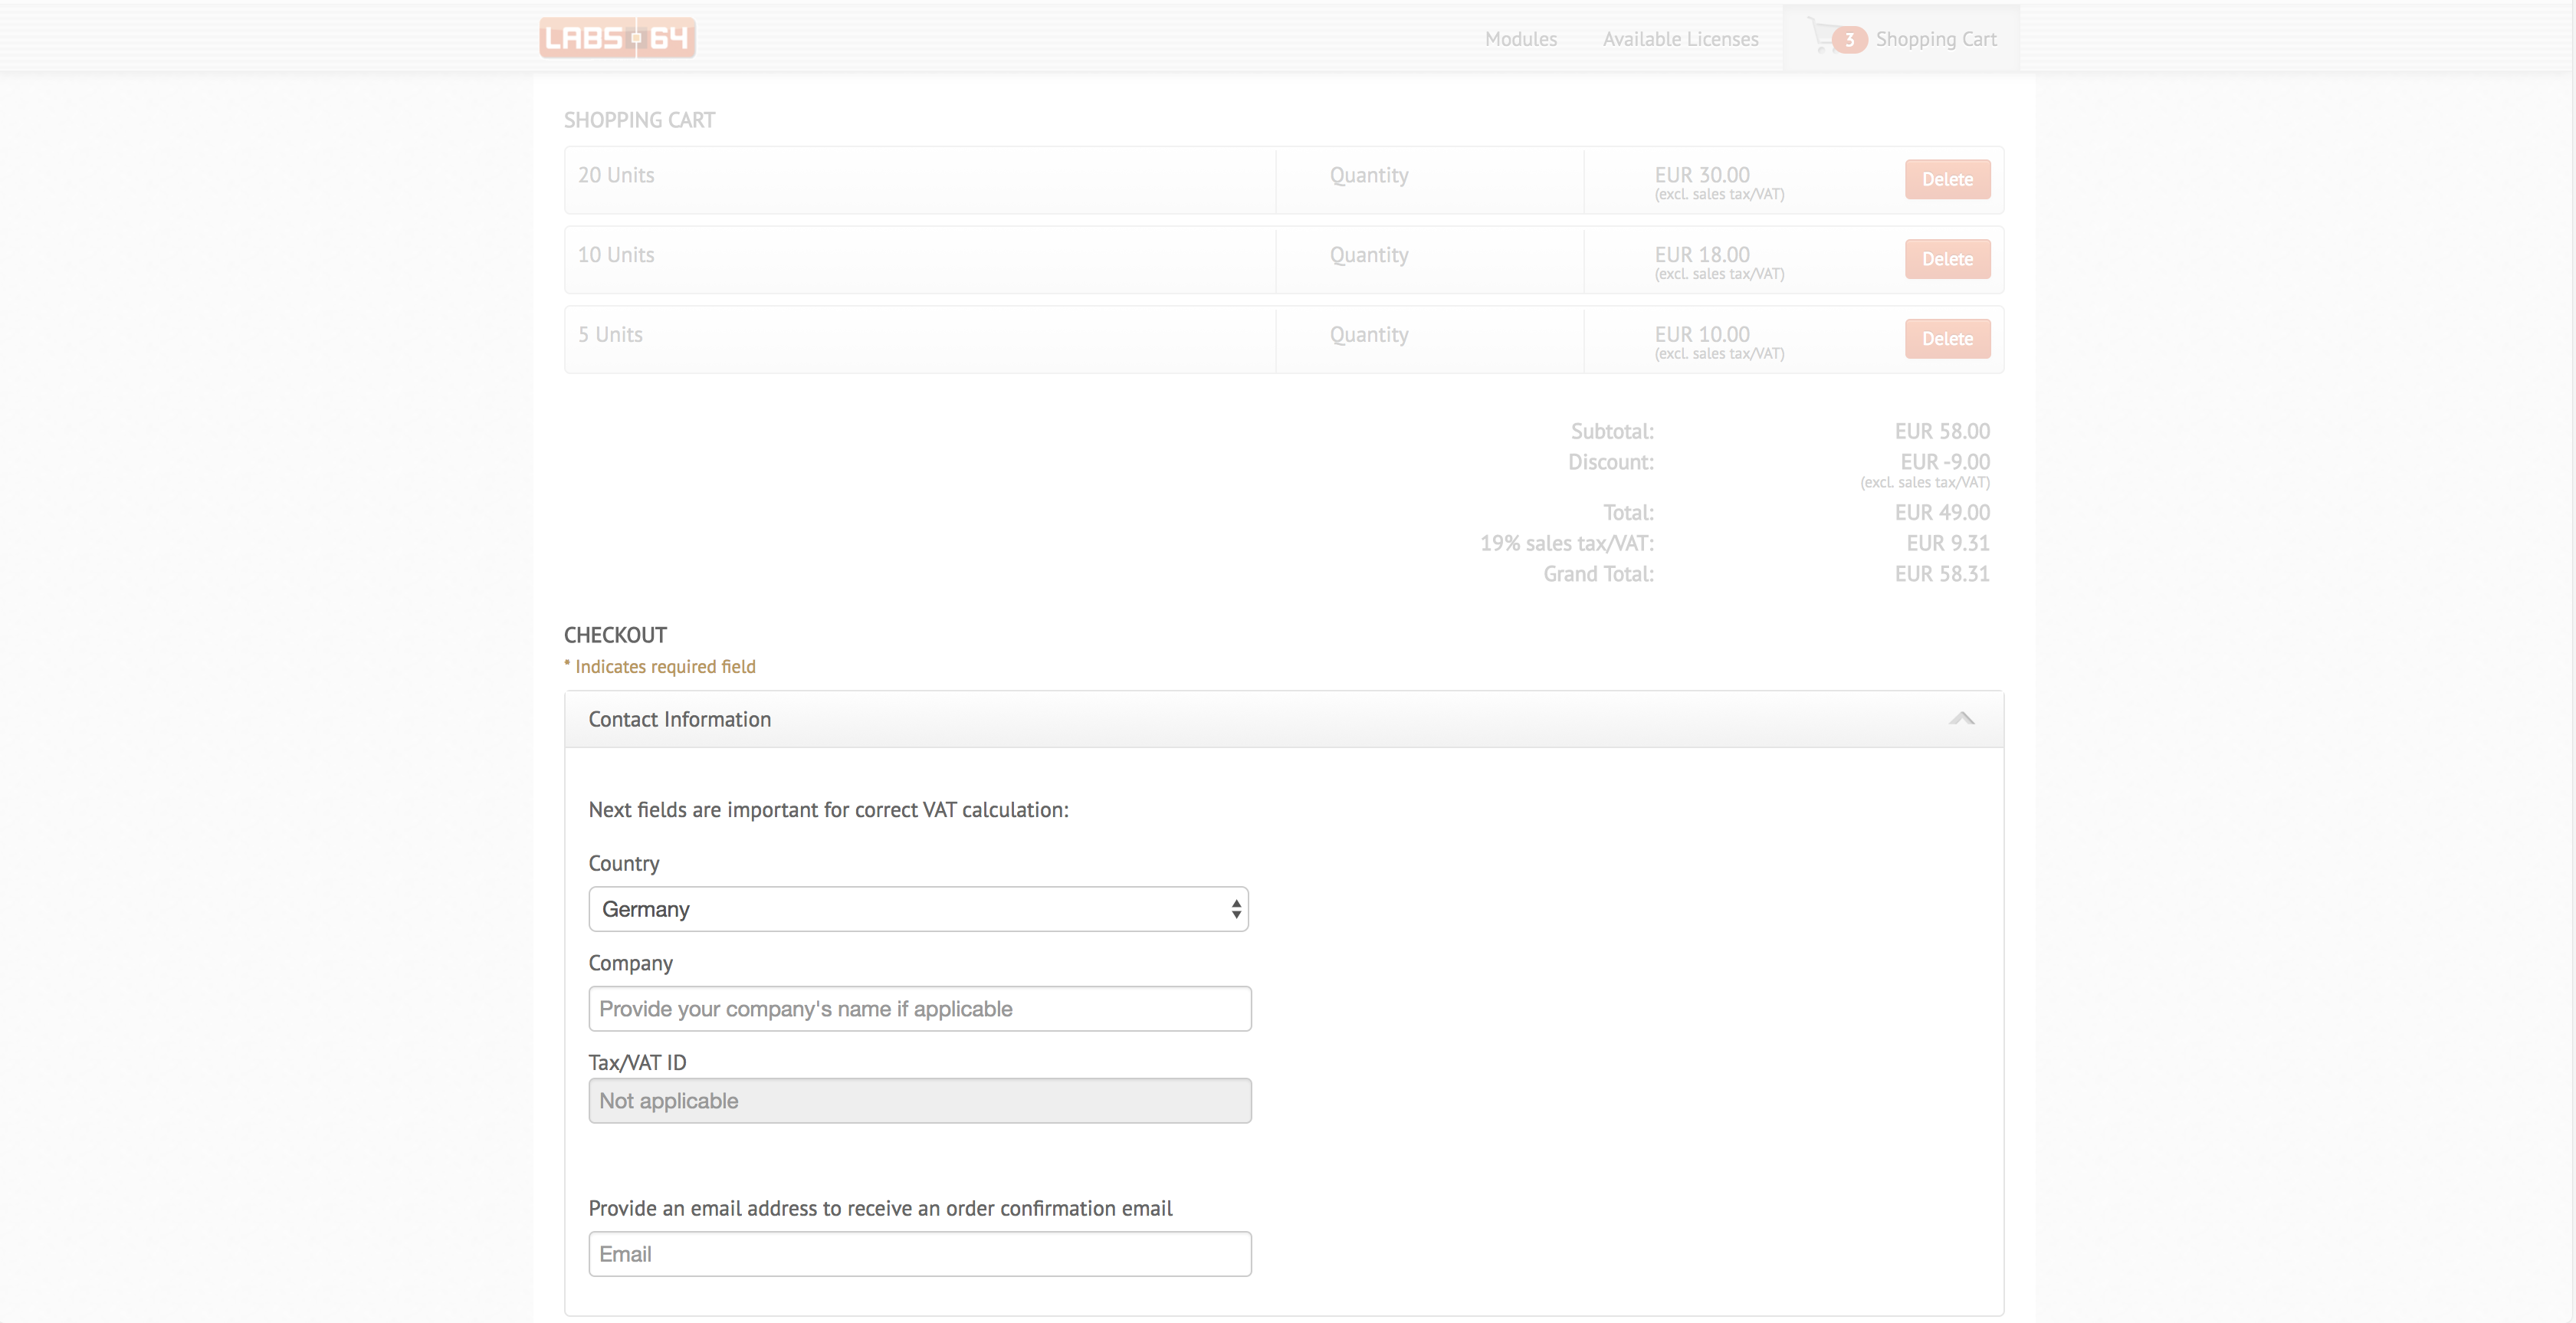 LABS 64
Modules Available Licenses 3 Shopping Cart
SHOPPING CART
20 Units Quantity EUR 30.00 Delete
(excl. sales tax/VAT)
10 Units Quantity EUR 18.00 Delete
(excl. sales tax/VAT)
5 Units Quantity EUR 10.00 Delete
(excl. sales tax/VAT)
Subtotal: EUR 58.00
Discount: EUR -9.00
(excl. sales tax/VAT)
Total: EUR 49.00
19% sales tax/VAT: EUR 9.31
Grand Total: EUR 58.31
CHECKOUT
* Indicates required field
Contact Information
Next fields are important for correct VAT calculation:
Country
Germany
Company
Provide your company's name if applicable
Tax/VAT ID
Not applicable
Provide an email address to receive an order confirmation email
Email